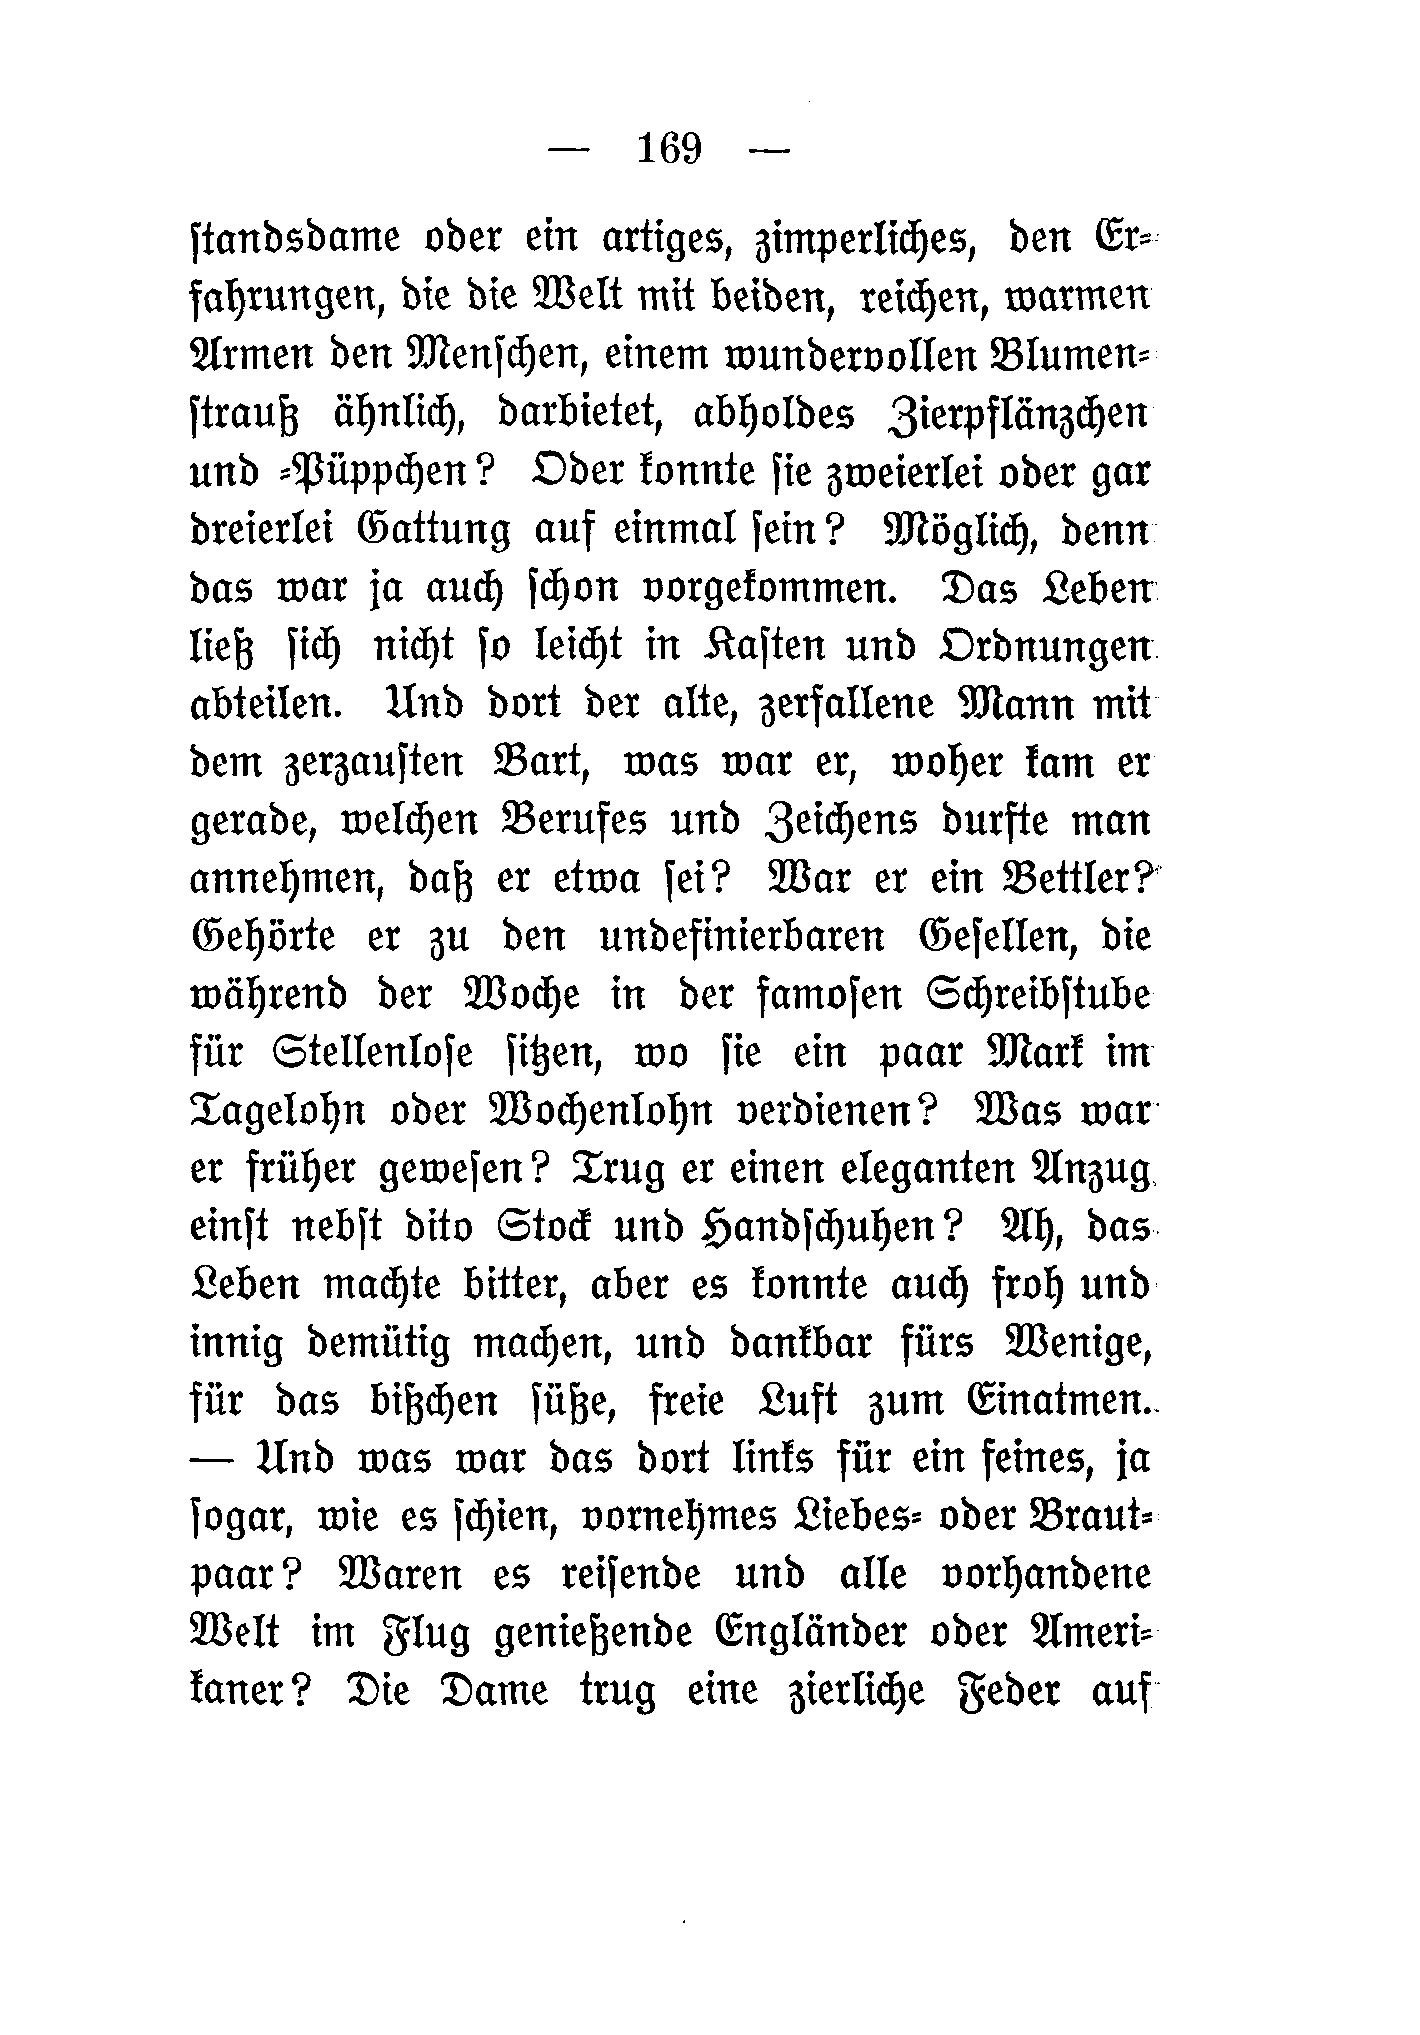 — 169 —
ſtandsdame oder ein artiges, zimperliches, den Er-
fahrungen, die die Welt mit beiden, reichen, warmen
Armen den Menſchen, einem wundervollen Blumen-
ſtrauß ähnlich, darbietet, abholdes Zierpflänzchen
und -Püppchen? Oder konnte ſie zweierlei oder gar
dreierlei Gattung auf einmal ſein? Möglich, denn
das war ja auch ſchon vorgekommen. Das Leben
ließ ſich nicht ſo leicht in Kaſten und Ordnungen
abteilen. Und dort der alte, zerfallene Mann mit
dem zerzauſten Bart, was war er, woher kam er
gerade, welchen Berufes und Zeichens durfte man
annehmen, daß er etwa ſei? War er ein Bettler?
Gehörte er zu den undefinierbaren Geſellen, die
während der Woche in der famoſen Schreibſtube
für Stellenloſe ſitzen, wo ſie ein paar Mark im
Tagelohn oder Wochenlohn verdienen? Was war
er früher geweſen? Trug er einen eleganten Anzug
einſt nebſt dito Stock und Handſchuhen? Ah, das
Leben machte bitter, aber es konnte auch froh und
innig demütig machen, und dankbar fürs Wenige,
für das bißchen ſüße, freie Luft zum Einatmen.
— Und was war das dort links für ein feines, ja
ſogar, wie es ſchien, vornehmes Liebes- oder Braut-
paar? Waren es reiſende und alle vorhandene
Welt im Flug genießende Engländer oder Ameri-
kaner? Die Dame trug eine zierliche Feder auf